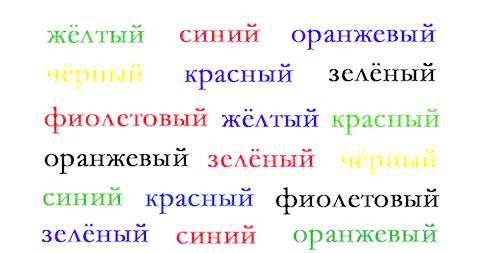 жёлтый синий оранжевый
чёрный красный зелёный
фиолетовый жёлтый красный
оранжевый зелёный чёрный
синий красный фиолетовый
зелёный синий оранжевый